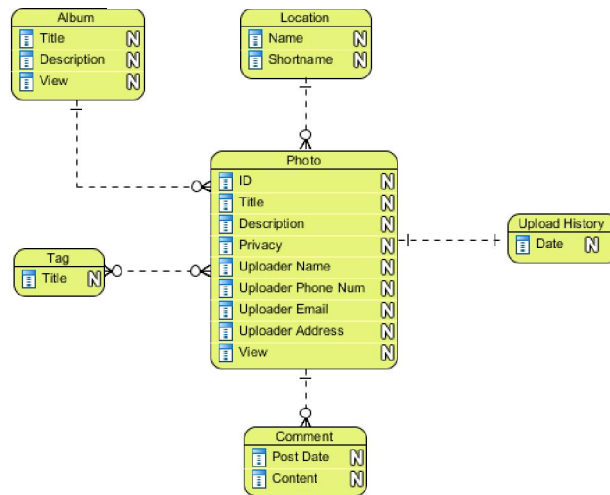 Album
Title N
Description N
View N
Location
Name N
Shortname N
Photo
ID N
Title N
Description N
Privacy N
Uploader Name N
Uploader Phone Num N
Uploader Email N
Uploader Address N
View N
Upload History
Date N
Tag
Title N
Comment
Post Date N
Content N